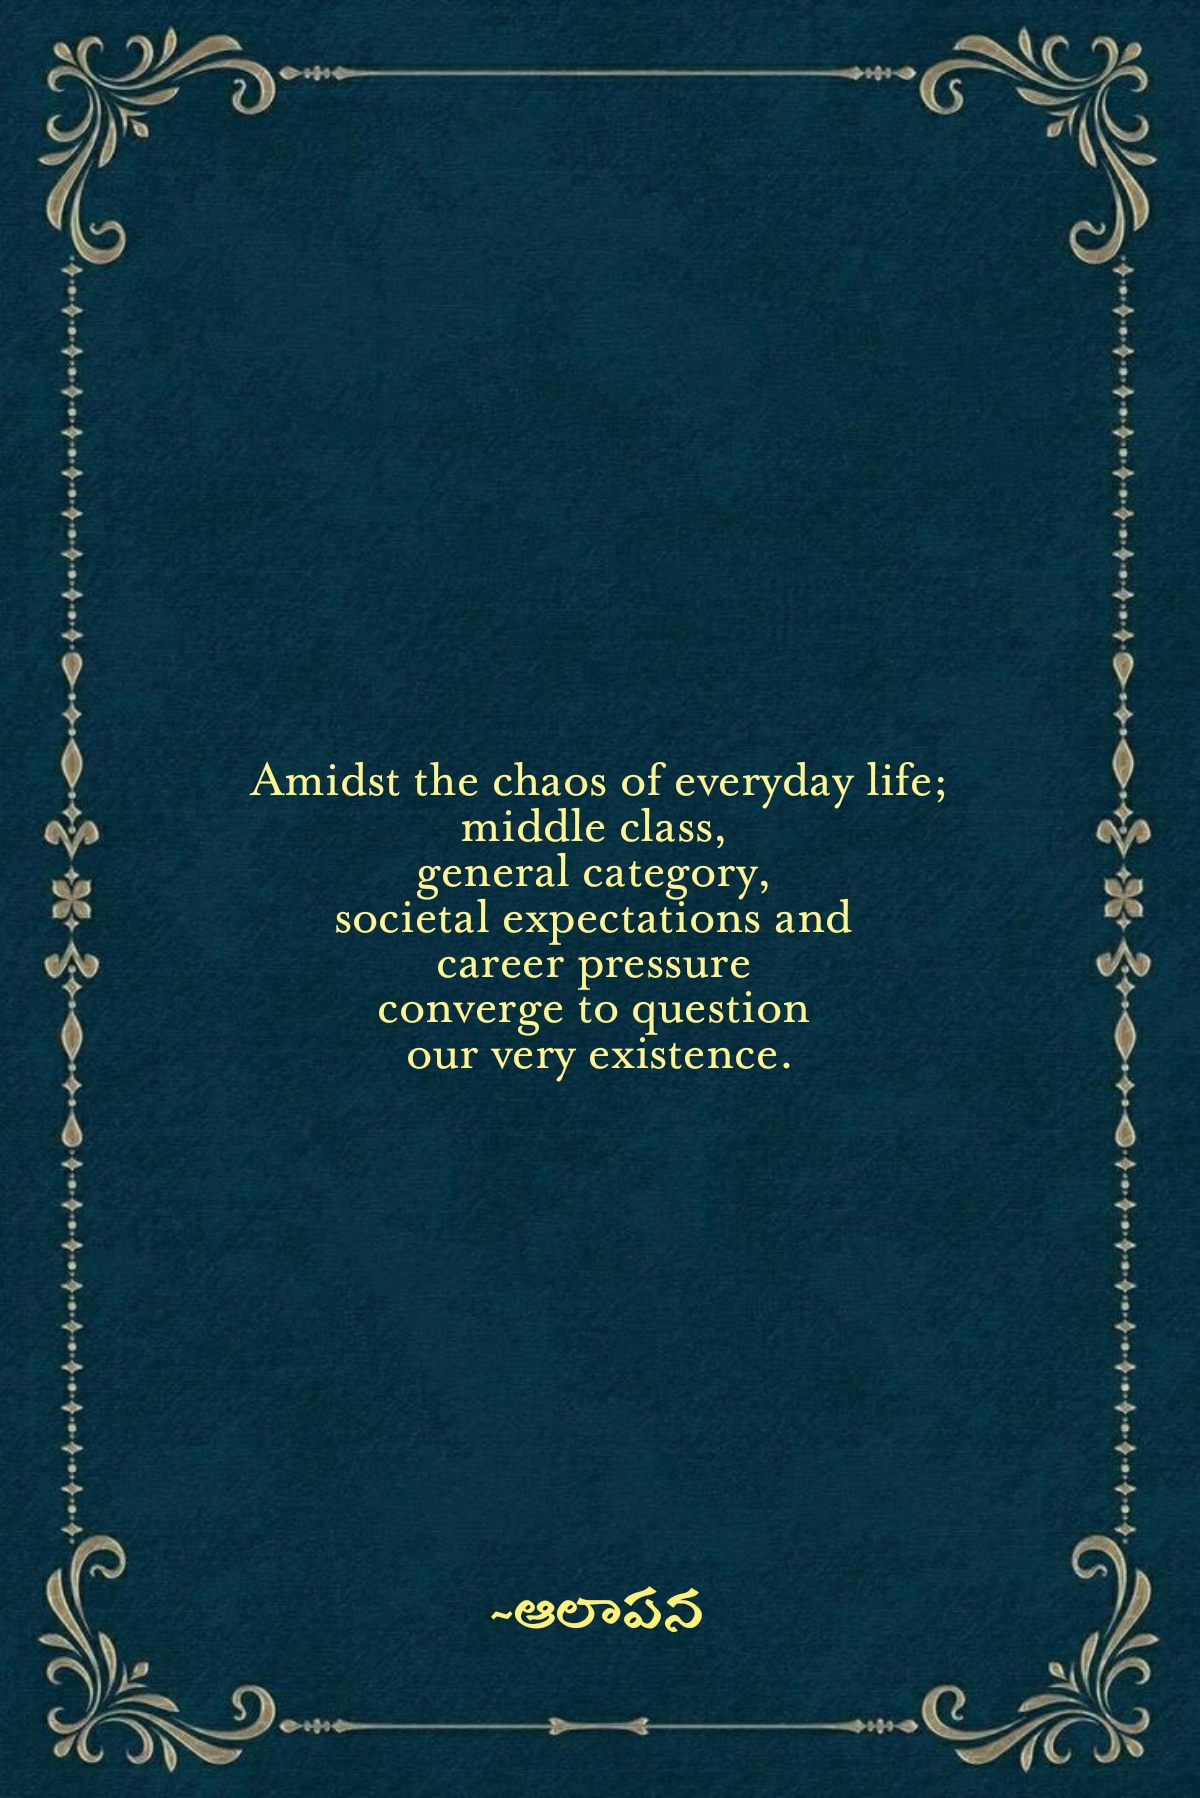 Amidst the chaos of everyday life;
middle class,
general category,
societal expectations and
career pressure
converge to question
our very existence.
~ఆలాపన